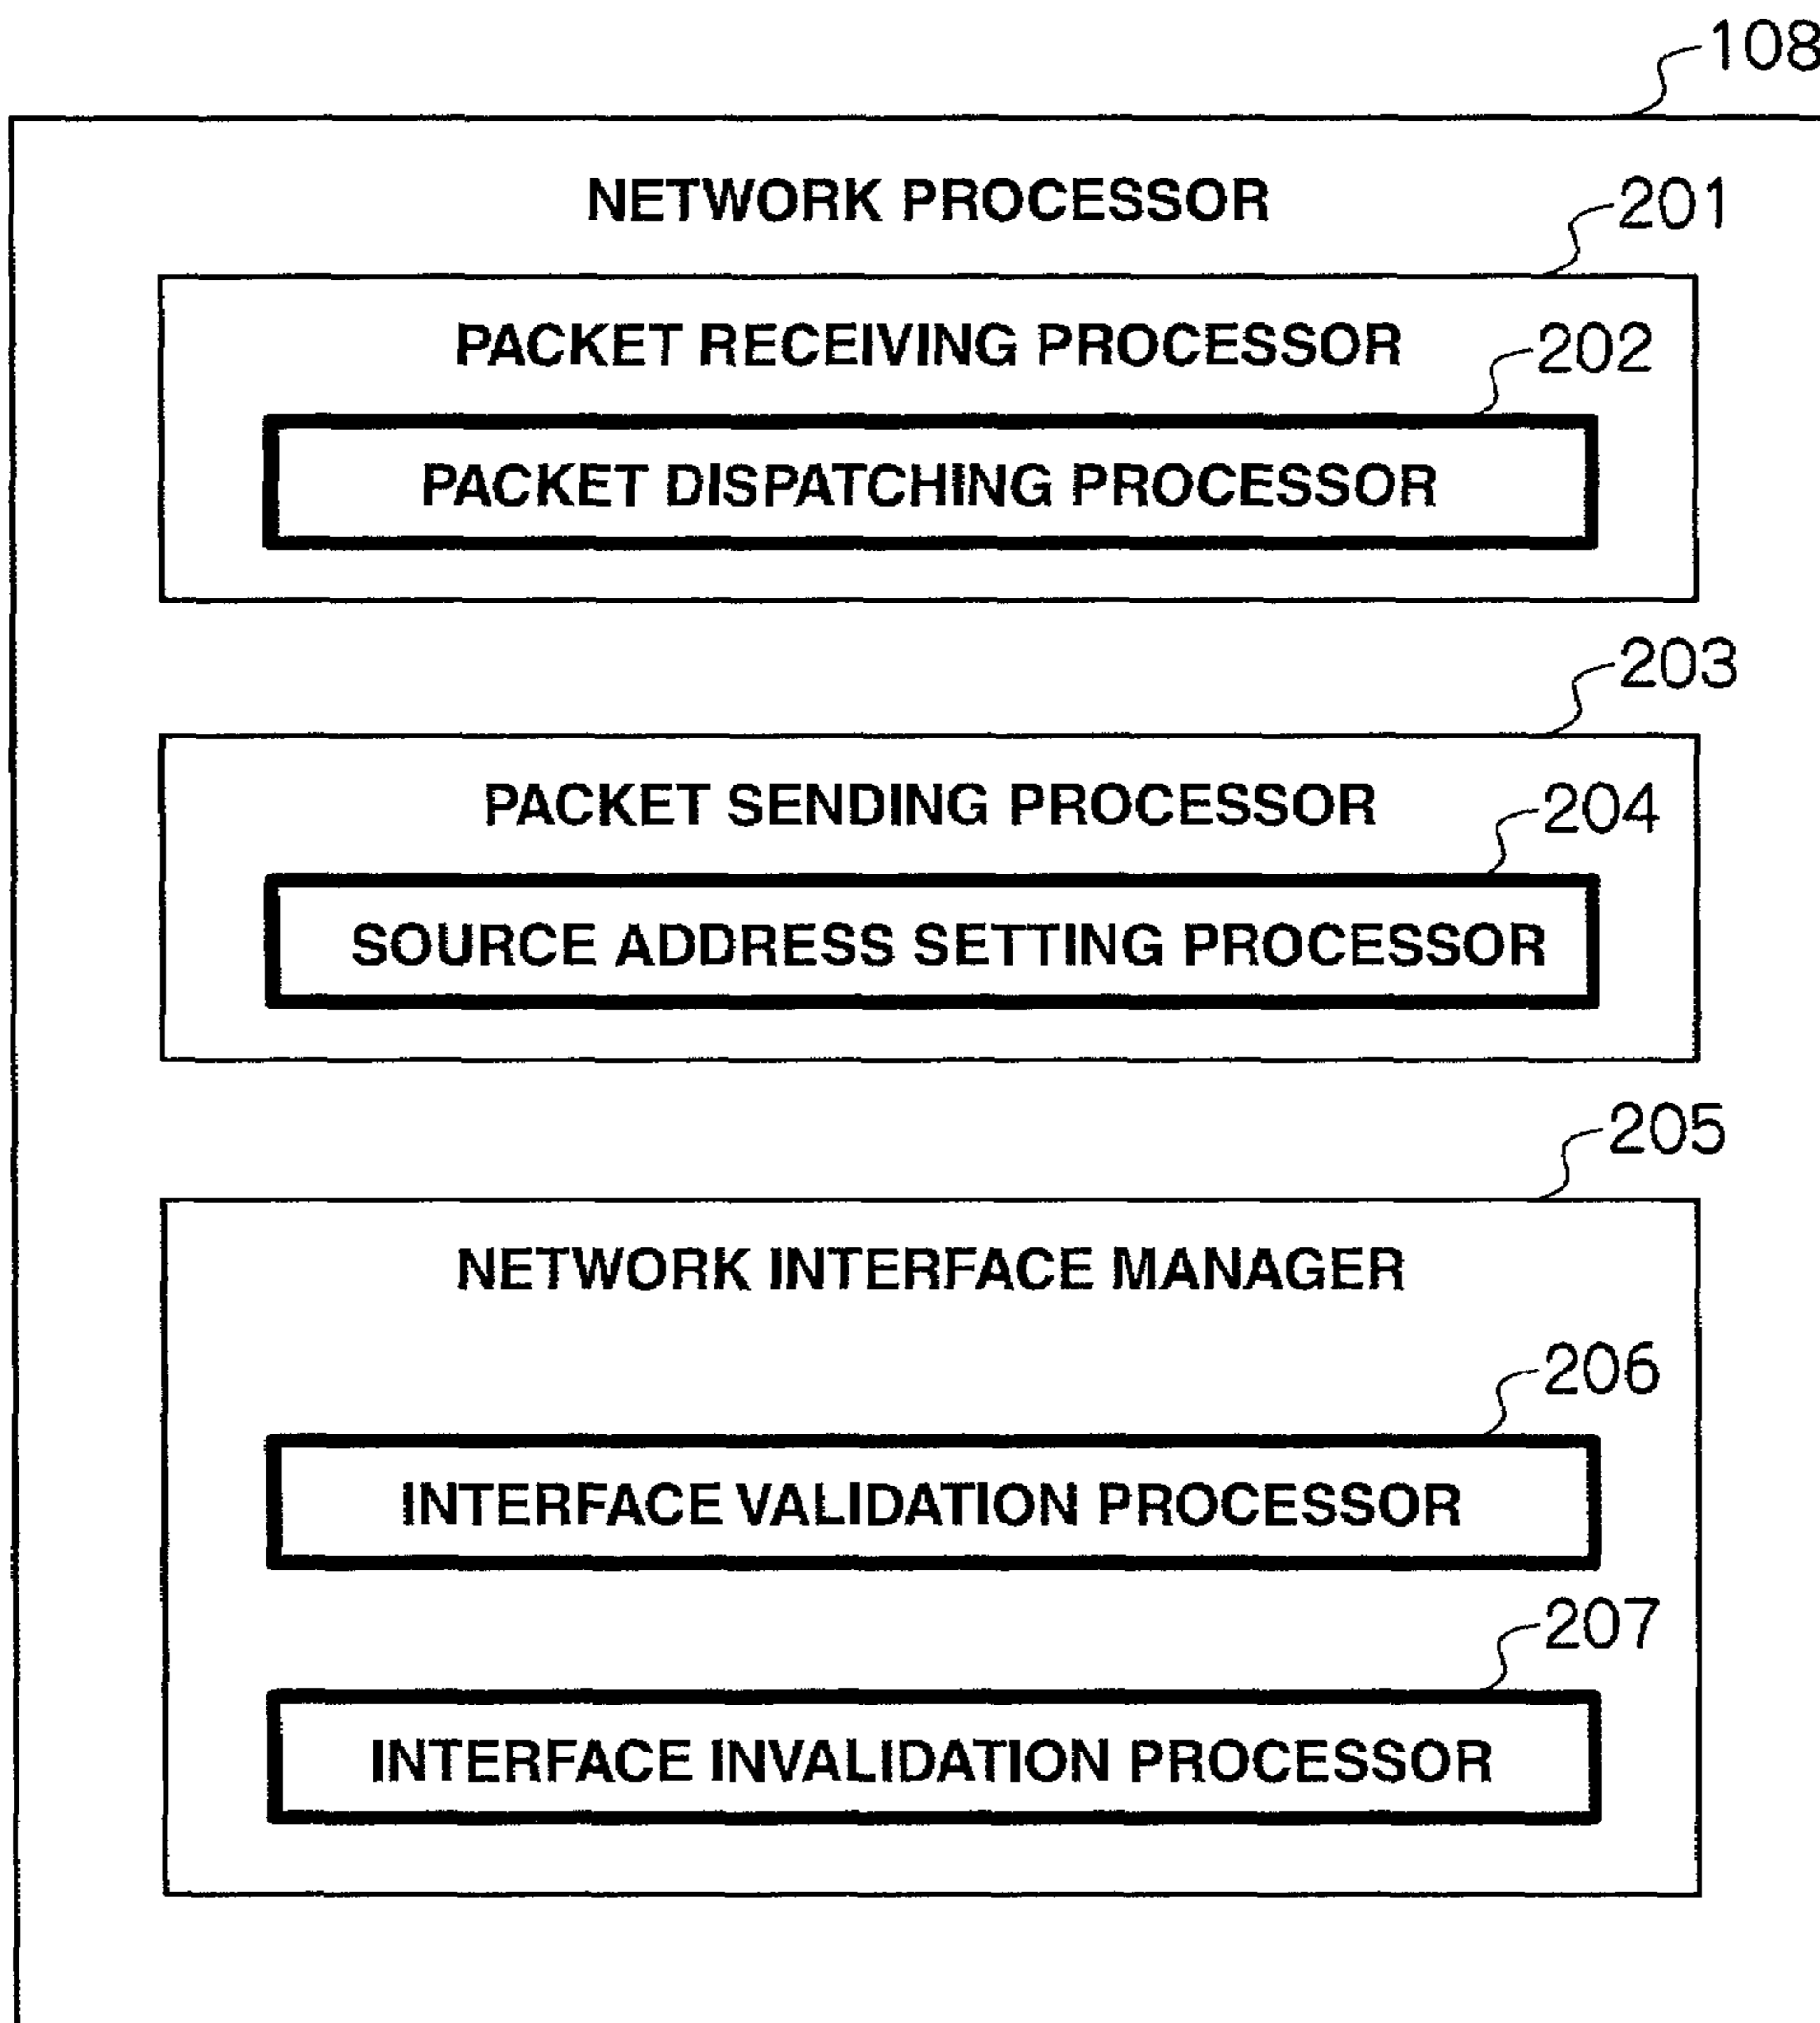 108
NETWORK PROCESSOR
201
PACKET RECEIVING PROCESSOR
202
PACKET DISPATCHING PROCESSOR
203
PACKET SENDING PROCESSOR
204
SOURCE ADDRESS SETTING PROCESSOR
205
NETWORK INTERFACE MANAGER
206
INTERFACE VALIDATION PROCESSOR
207
INTERFACE INVALIDATION PROCESSOR